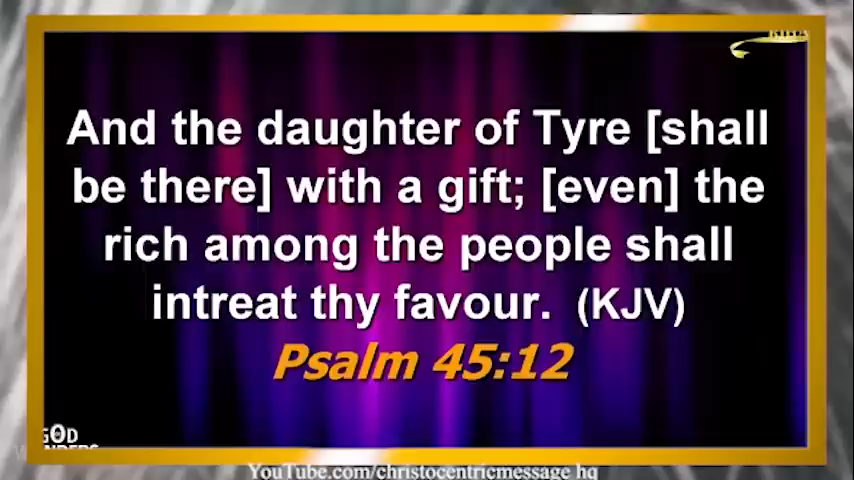 And the daughter of Tyre [shall
be there] with a gift; [even] the
rich among the people shall
intreat thy favour. (KJV)
Psalm 45:12
GOD
YouTube.com/christocentricmessage hq